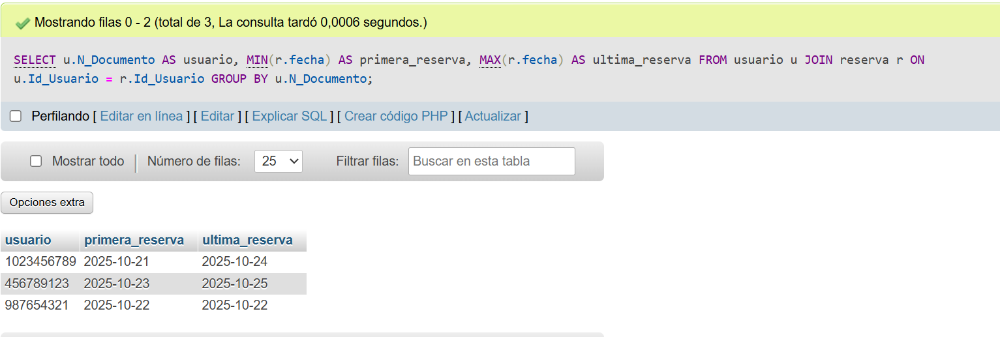 Mostrando filas 0 - 2 (total de 3, La consulta tardó 0,0006 segundos.)
SELECT u.N_Documento AS usuario, MIN(r.fecha) AS primera_reserva, MAX(r.fecha) AS ultima_reserva FROM usuario u JOIN reserva r ON
u.Id_Usuario = r.Id_Usuario GROUP BY u.N_Documento;
Perfilando [ Editar en línea ] [ Editar ] [ Explicar SQL ] [ Crear código PHP ] [ Actualizar ]
Mostrar todo | Número de filas: 25 Filtrar filas: Buscar en esta tabla
Opciones extra
usuario primera_reserva ultima_reserva
1023456789 2025-10-21 2025-10-24
456789123 2025-10-23 2025-10-25
987654321 2025-10-22 2025-10-22